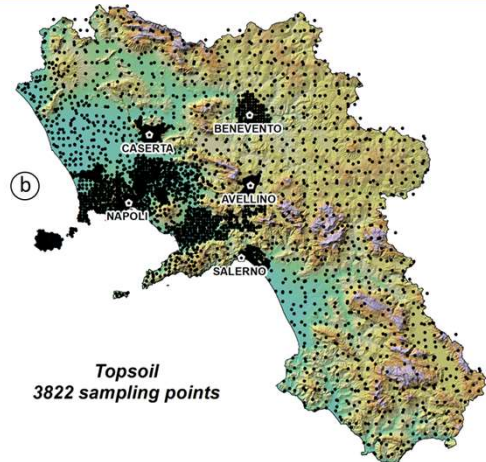 BENEVENTO
CASERTA
b
AVELLINO
NAPOLI
SALERNO
Topsoil
3822 sampling points